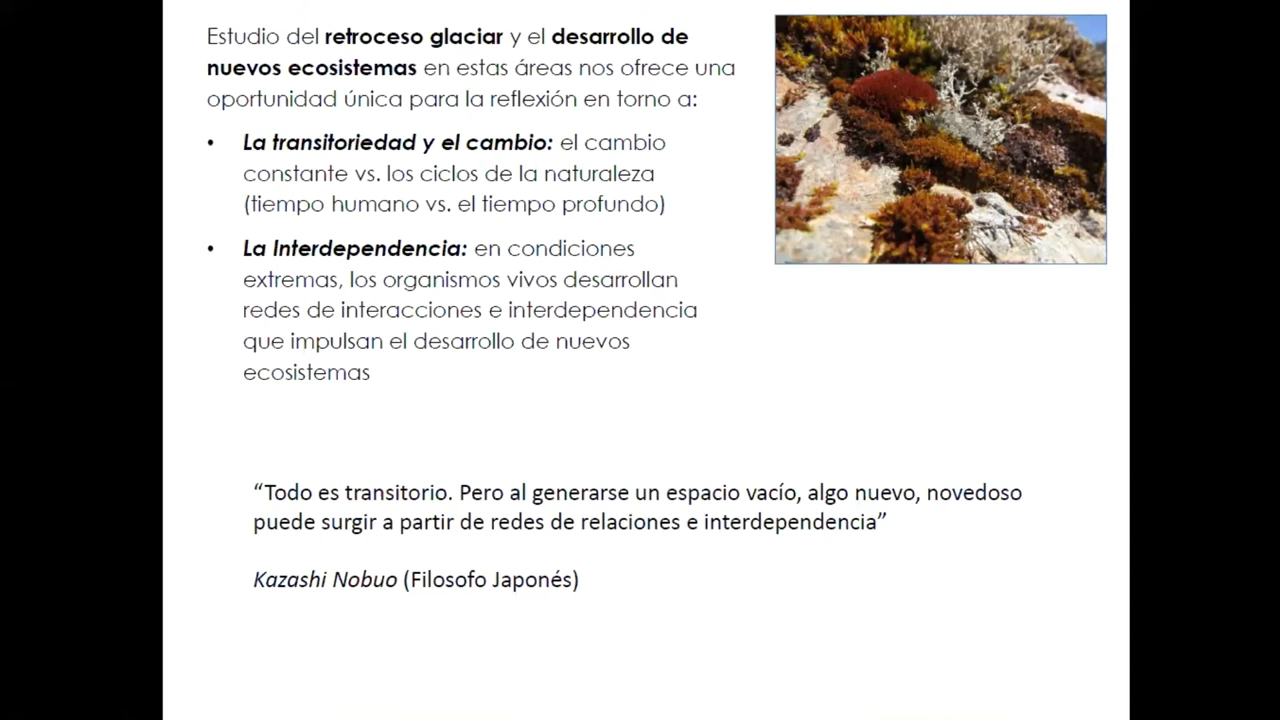 Estudio del retroceso glaciar y el desarrollo de
nuevos ecosistemas en estas áreas nos ofrece una
oportunidad única para la reflexión en torno a:
• La transitoriedad y el cambio: el cambio
constante vs. los ciclos de la naturaleza
(tiempo humano vs. el tiempo profundo)
• La Interdependencia: en condiciones
extremas, los organismos vivos desarrollan
redes de interacciones e interdependencia
que impulsan el desarrollo de nuevos
ecosistemas
“Todo es transitorio. Pero al generarse un espacio vacío, algo nuevo, novedoso
puede surgir a partir de redes de relaciones e interdependencia”
Kazashi Nobuo (Filosofo Japonés)